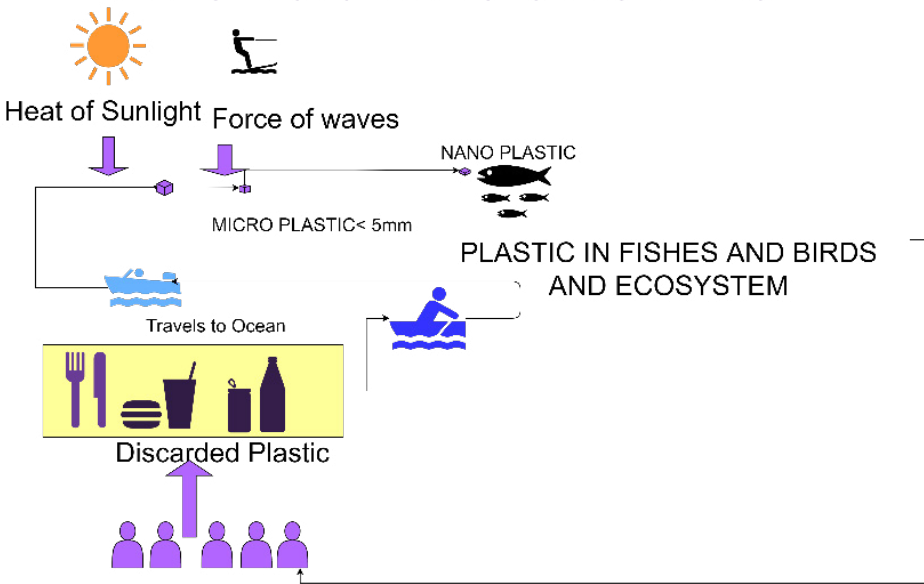 Heat of Sunlight
Force of waves
NANO PLASTIC
MICRO PLASTIC< 5mm
PLASTIC IN FISHES AND BIRDS
AND ECOSYSTEM
Travels to Ocean
Discarded Plastic